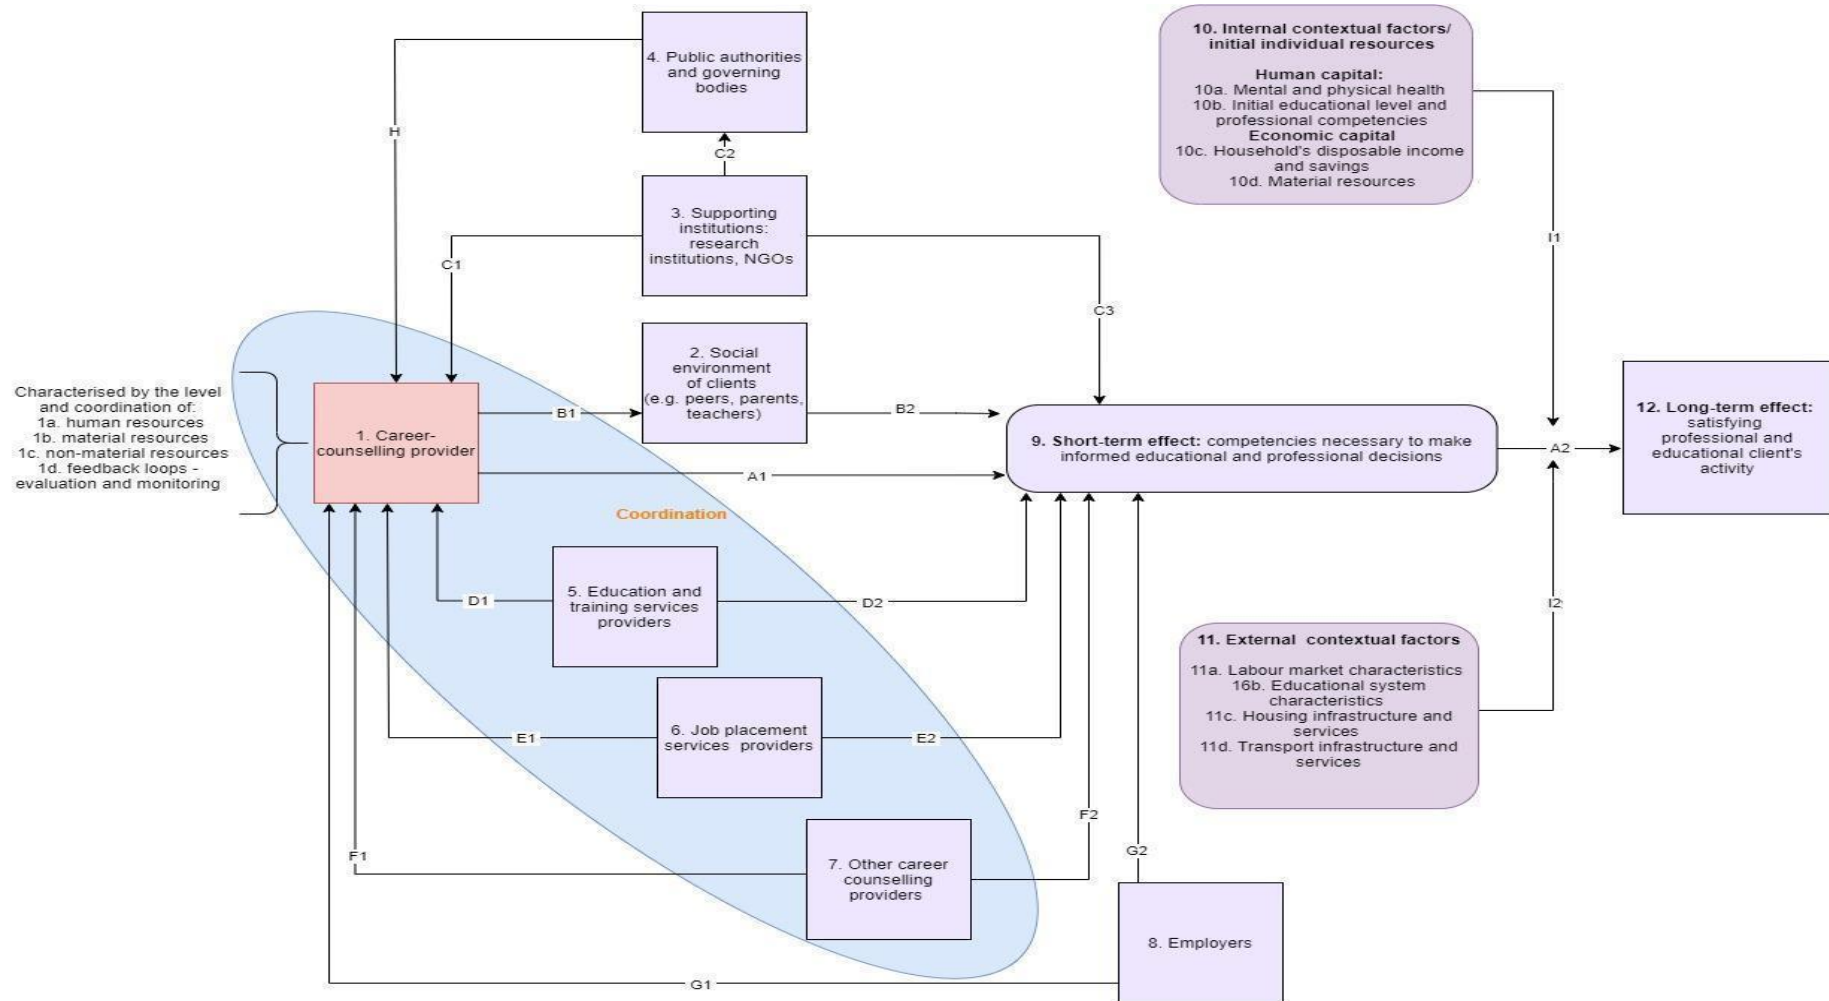 4. Public authorities
and governing
bodies
10. Internal contextual factors/
initial individual resources
Human capital:
10a. Mental and physical health
10b. Initial educational level and
professional competencies
Economic capital
10c. Household's disposable income
and savings
10d. Material resources
H
C2
3. Supporting
institutions:
research
institutions, NGOs
C1
I1
C3
2. Social
environment
of clients
(e.g. peers, parents,
teachers)
Characterised by the level
and coordination of:
1a. human resources
1b. material resources
1c. non-material resources
1d. feedback loops -
evaluation and monitoring
1. Career-
counselling provider
B1
B2
A1
9. Short-term effect: competencies necessary to make
informed educational and professional decisions
A2
12. Long-term effect:
satisfying
professional and
educational client's
activity
Coordination
5. Education and
training services
providers
D1
D2
I2
11. External contextual factors
11a. Labour market characteristics
16b. Educational system
characteristics
11c. Housing infrastructure and
services
11d. Transport infrastructure and
services
6. Job placement
services providers
E1
E2
F2
F1
7. Other career
counselling
providers
G2
8. Employers
G1